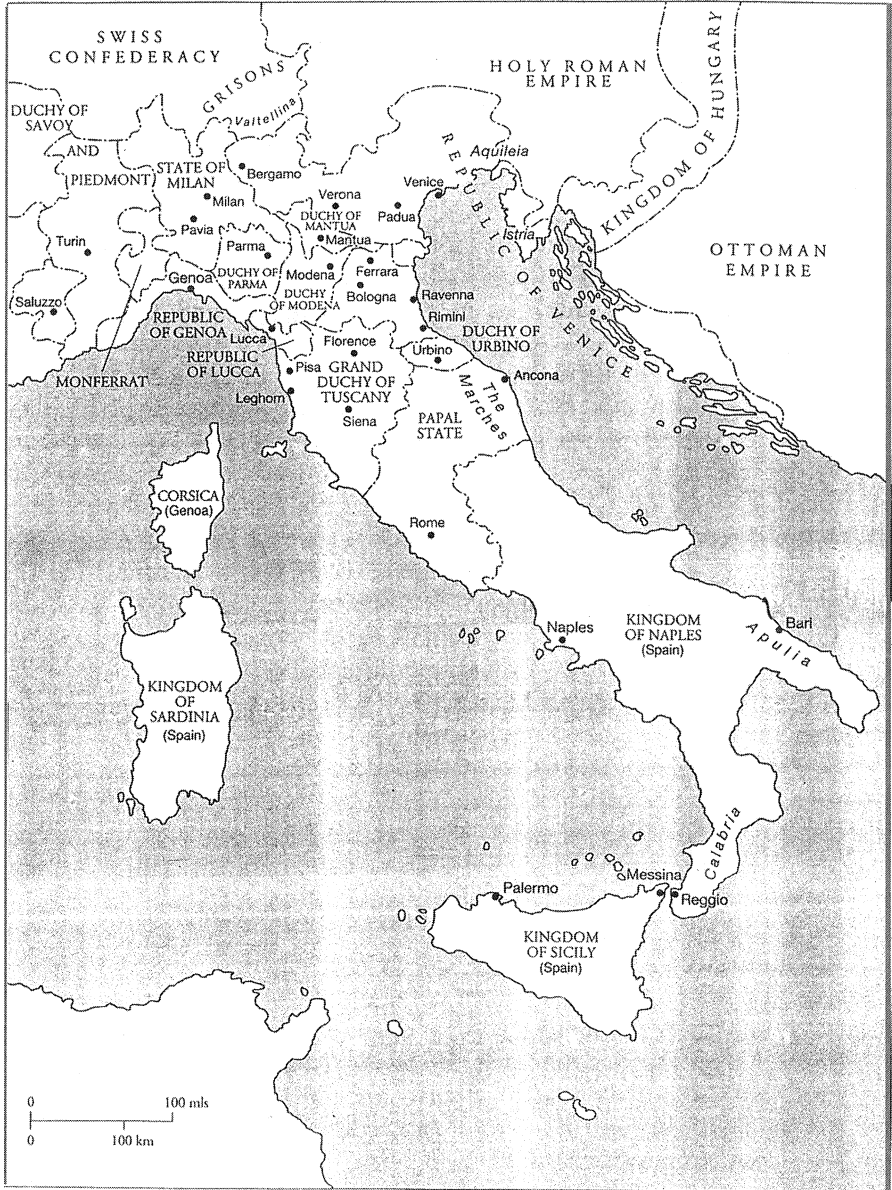 SWISS
CONFEDERACY
GRISONS
Valtellina
HOLY ROMAN
EMPIRE
KINGDOM OF HUNGARY
DUCHY OF
SAVOY
AND
PIEDMONT
STATE OF
MILAN
Bergamo
Milan
Pavia
Turin
Saluzzo
MONFERRAT
Verona
DUCHY OF
MANTUA
Mantua
Venice
Padua
Aquileia
Istria
REPUBLIC OF VENICE
OTTOMAN
EMPIRE
Parma
DUCHY OF
PARMA
Modena
DUCHY
OF MODENA
Ferrara
Bologna
Ravenna
Rimini
DUCHY OF
URBINO
Urbino
Genoa
REPUBLIC
OF GENOA
Lucca
REPUBLIC
OF LUCCA
Florence
GRAND
DUCHY OF
TUSCANY
Pisa
Leghorn
Siena
Ancona
The
Marches
PAPAL
STATE
Rome
CORSICA
(Genoa)
KINGDOM
OF
SARDINIA
(Spain)
Naples
KINGDOM
OF NAPLES
(Spain)
Bari
Apulia
Calabria
Messina
Reggio
Palermo
KINGDOM
OF SICILY
(Spain)
0 100 mls
0 100 km